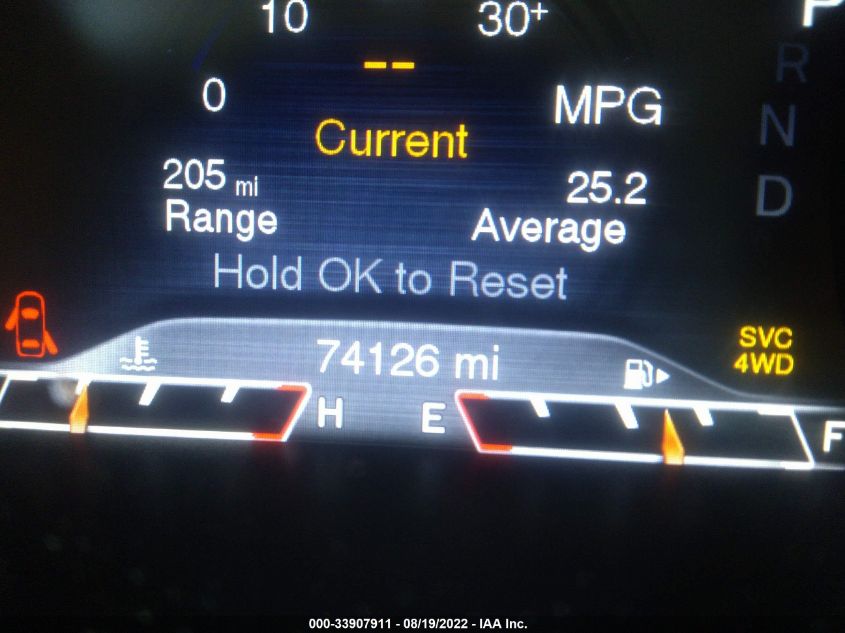 10 30+ P
R
0 -- MPG
N
Current
205 mi 25.2 D
Range Average
Hold OK to Reset
SVC
74126 mi 4WD
H E F
000-33907911 - 08/19/2022 - IAA Inc.